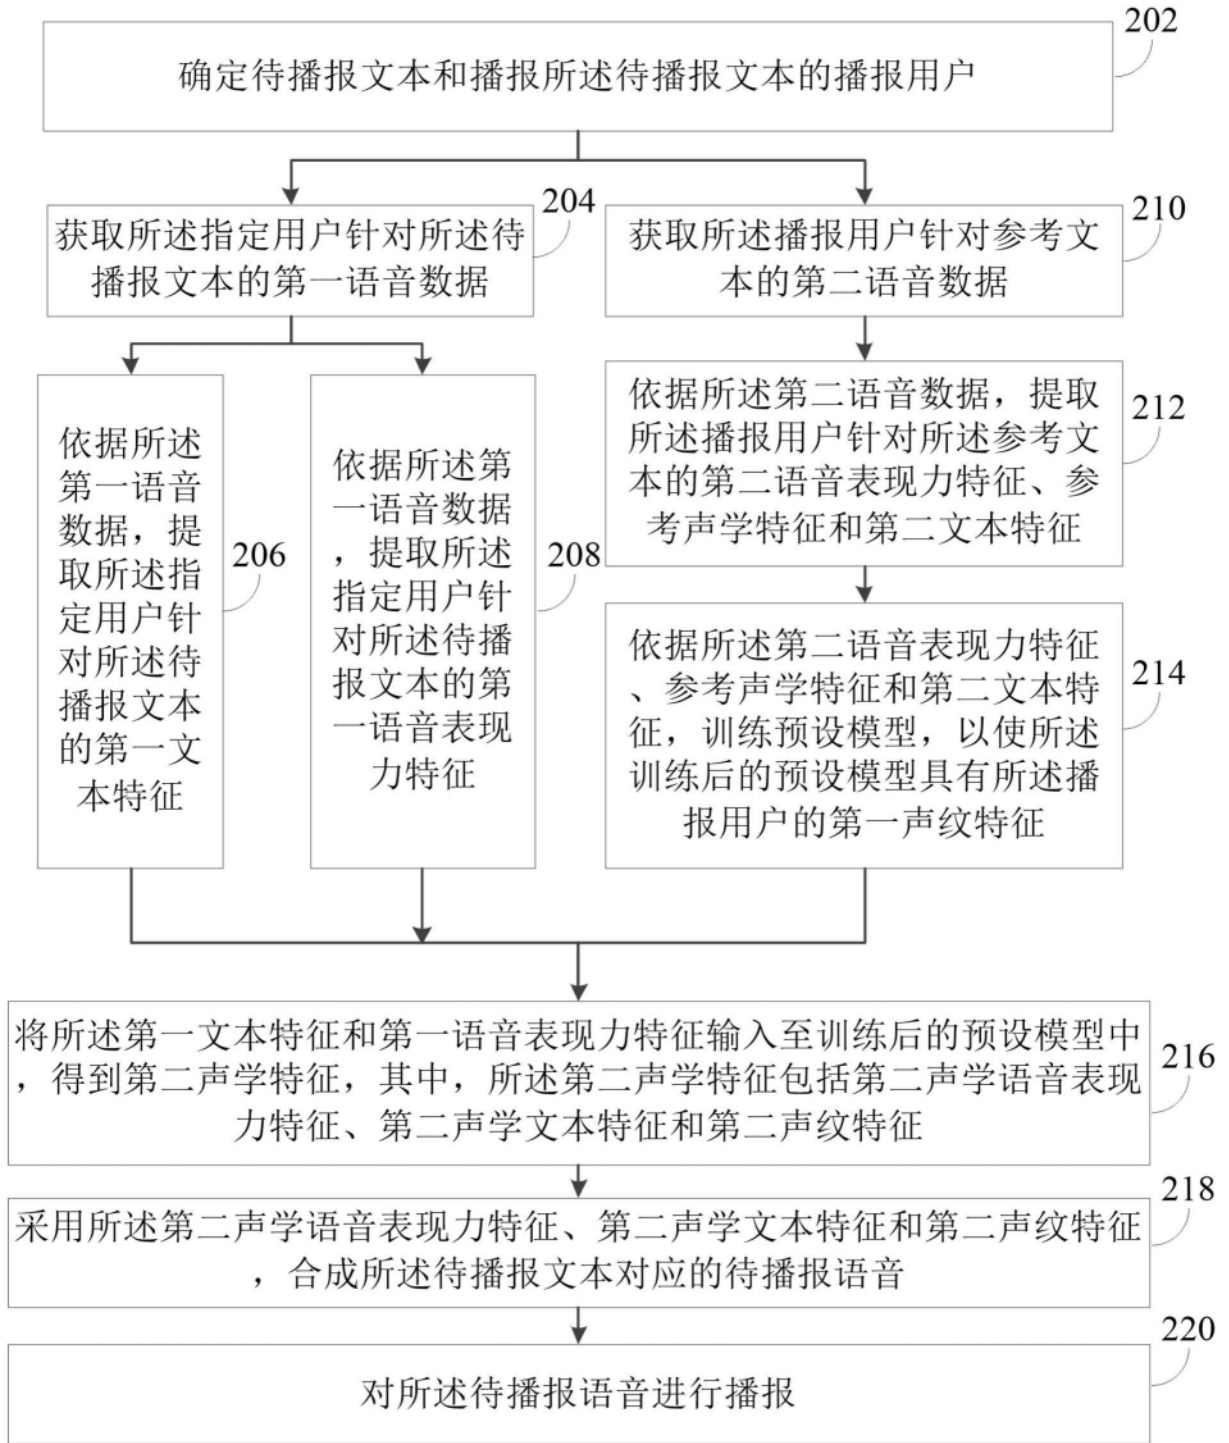 202
确定待播报文本和播报所述待播报文本的播报用户
204
获取所述指定用户针对所述待
播报文本的第一语音数据
210
获取所述播报用户针对参考文
本的第二语音数据
206
依据所述
第一语音
数据，提
取所述指
定用户针
对所述待
播报文本
的第一文
本特征
208
依据所述第
一语音数据
，提取所述
指定用户针
对所述待播
报文本的第
一语音表现
力特征
212
依据所述第二语音数据，提取
所述播报用户针对所述参考文
本的第二语音表现力特征、参
考声学特征和第二文本特征
214
依据所述第二语音表现力特征
、参考声学特征和第二文本特
征，训练预设模型，以使所述
训练后的预设模型具有所述播
报用户的第一声纹特征
216
将所述第一文本特征和第一语音表现力特征输入至训练后的预设模型中
，得到第二声学特征，其中，所述第二声学特征包括第二声学语音表现
力特征、第二声学文本特征和第二声纹特征
218
采用所述第二声学语音表现力特征、第二声学文本特征和第二声纹特征
，合成所述待播报文本对应的待播报语音
220
对所述待播报语音进行播报